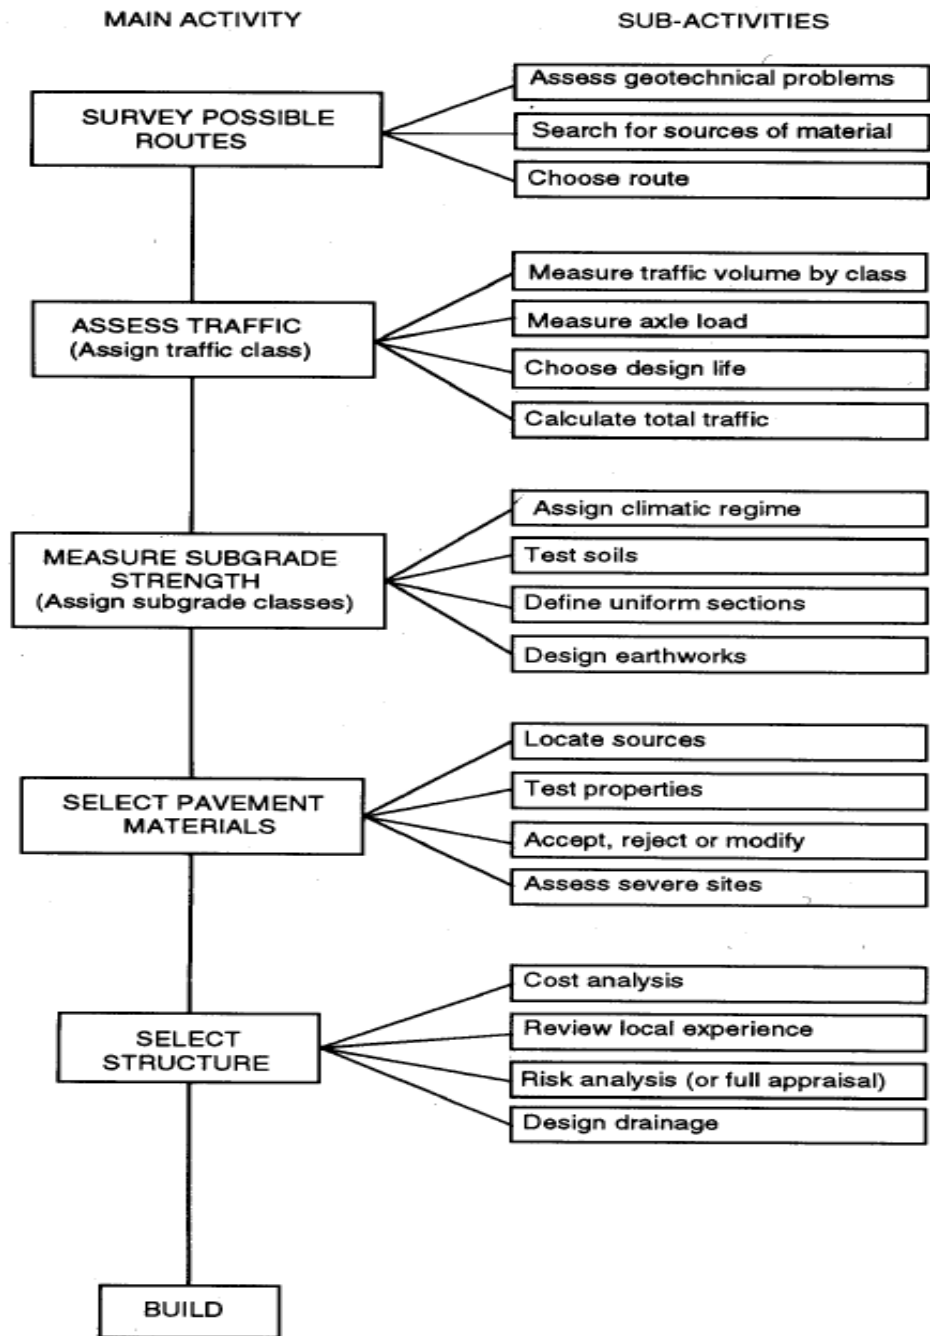 MAIN ACTIVITY
SUB-ACTIVITIES
SURVEY POSSIBLE
ROUTES
Assess geotechnical problems
Search for sources of material
Choose route
ASSESS TRAFFIC
(Assign traffic class)
Measure traffic volume by class
Measure axle load
Choose design life
Calculate total traffic
MEASURE SUBGRADE
STRENGTH
(Assign subgrade classes)
Assign climatic regime
Test soils
Define uniform sections
Design earthworks
SELECT PAVEMENT
MATERIALS
Locate sources
Test properties
Accept, reject or modify
Assess severe sites
SELECT
STRUCTURE
Cost analysis
Review local experience
Risk analysis (or full appraisal)
Design drainage
BUILD